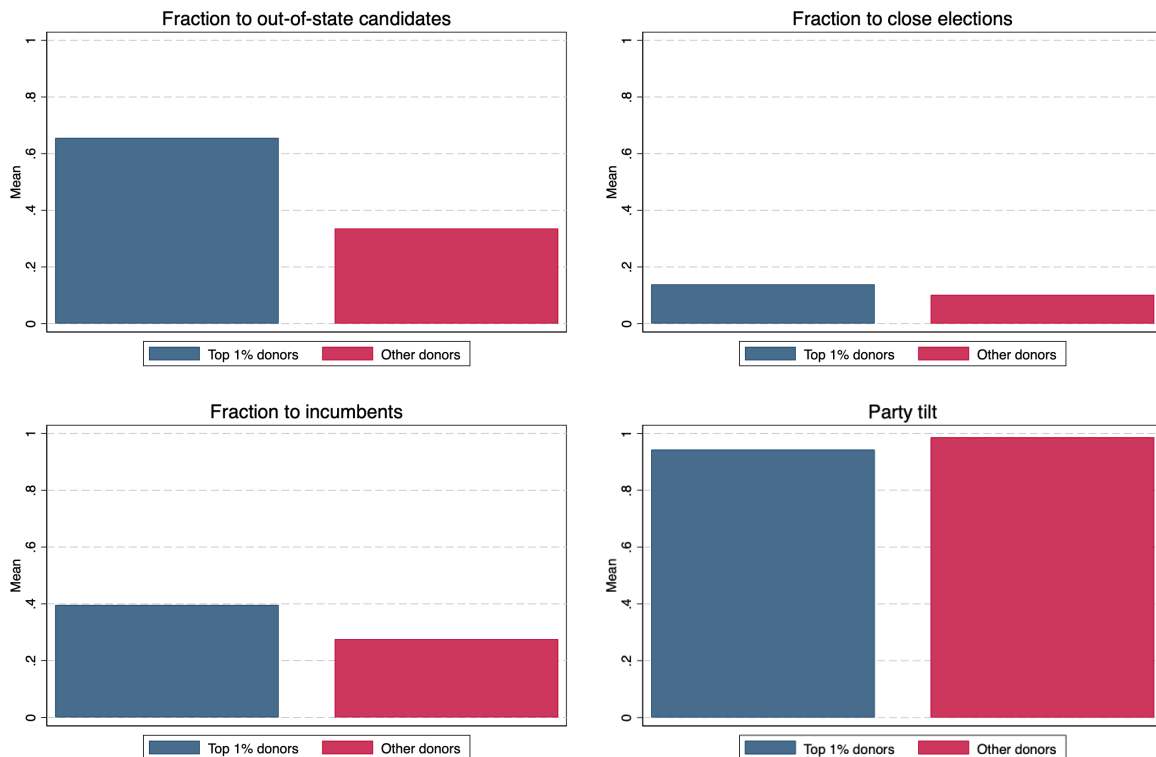 Fraction to out-of-state candidates
Mean
1
.8
.6
.4
.2
0
Top 1% donors
Other donors
Fraction to close elections
Mean
1
.8
.6
.4
.2
0
Top 1% donors
Other donors
Fraction to incumbents
Mean
1
.8
.6
.4
.2
0
Top 1% donors
Other donors
Party tilt
Mean
1
.8
.6
.4
.2
0
Top 1% donors
Other donors